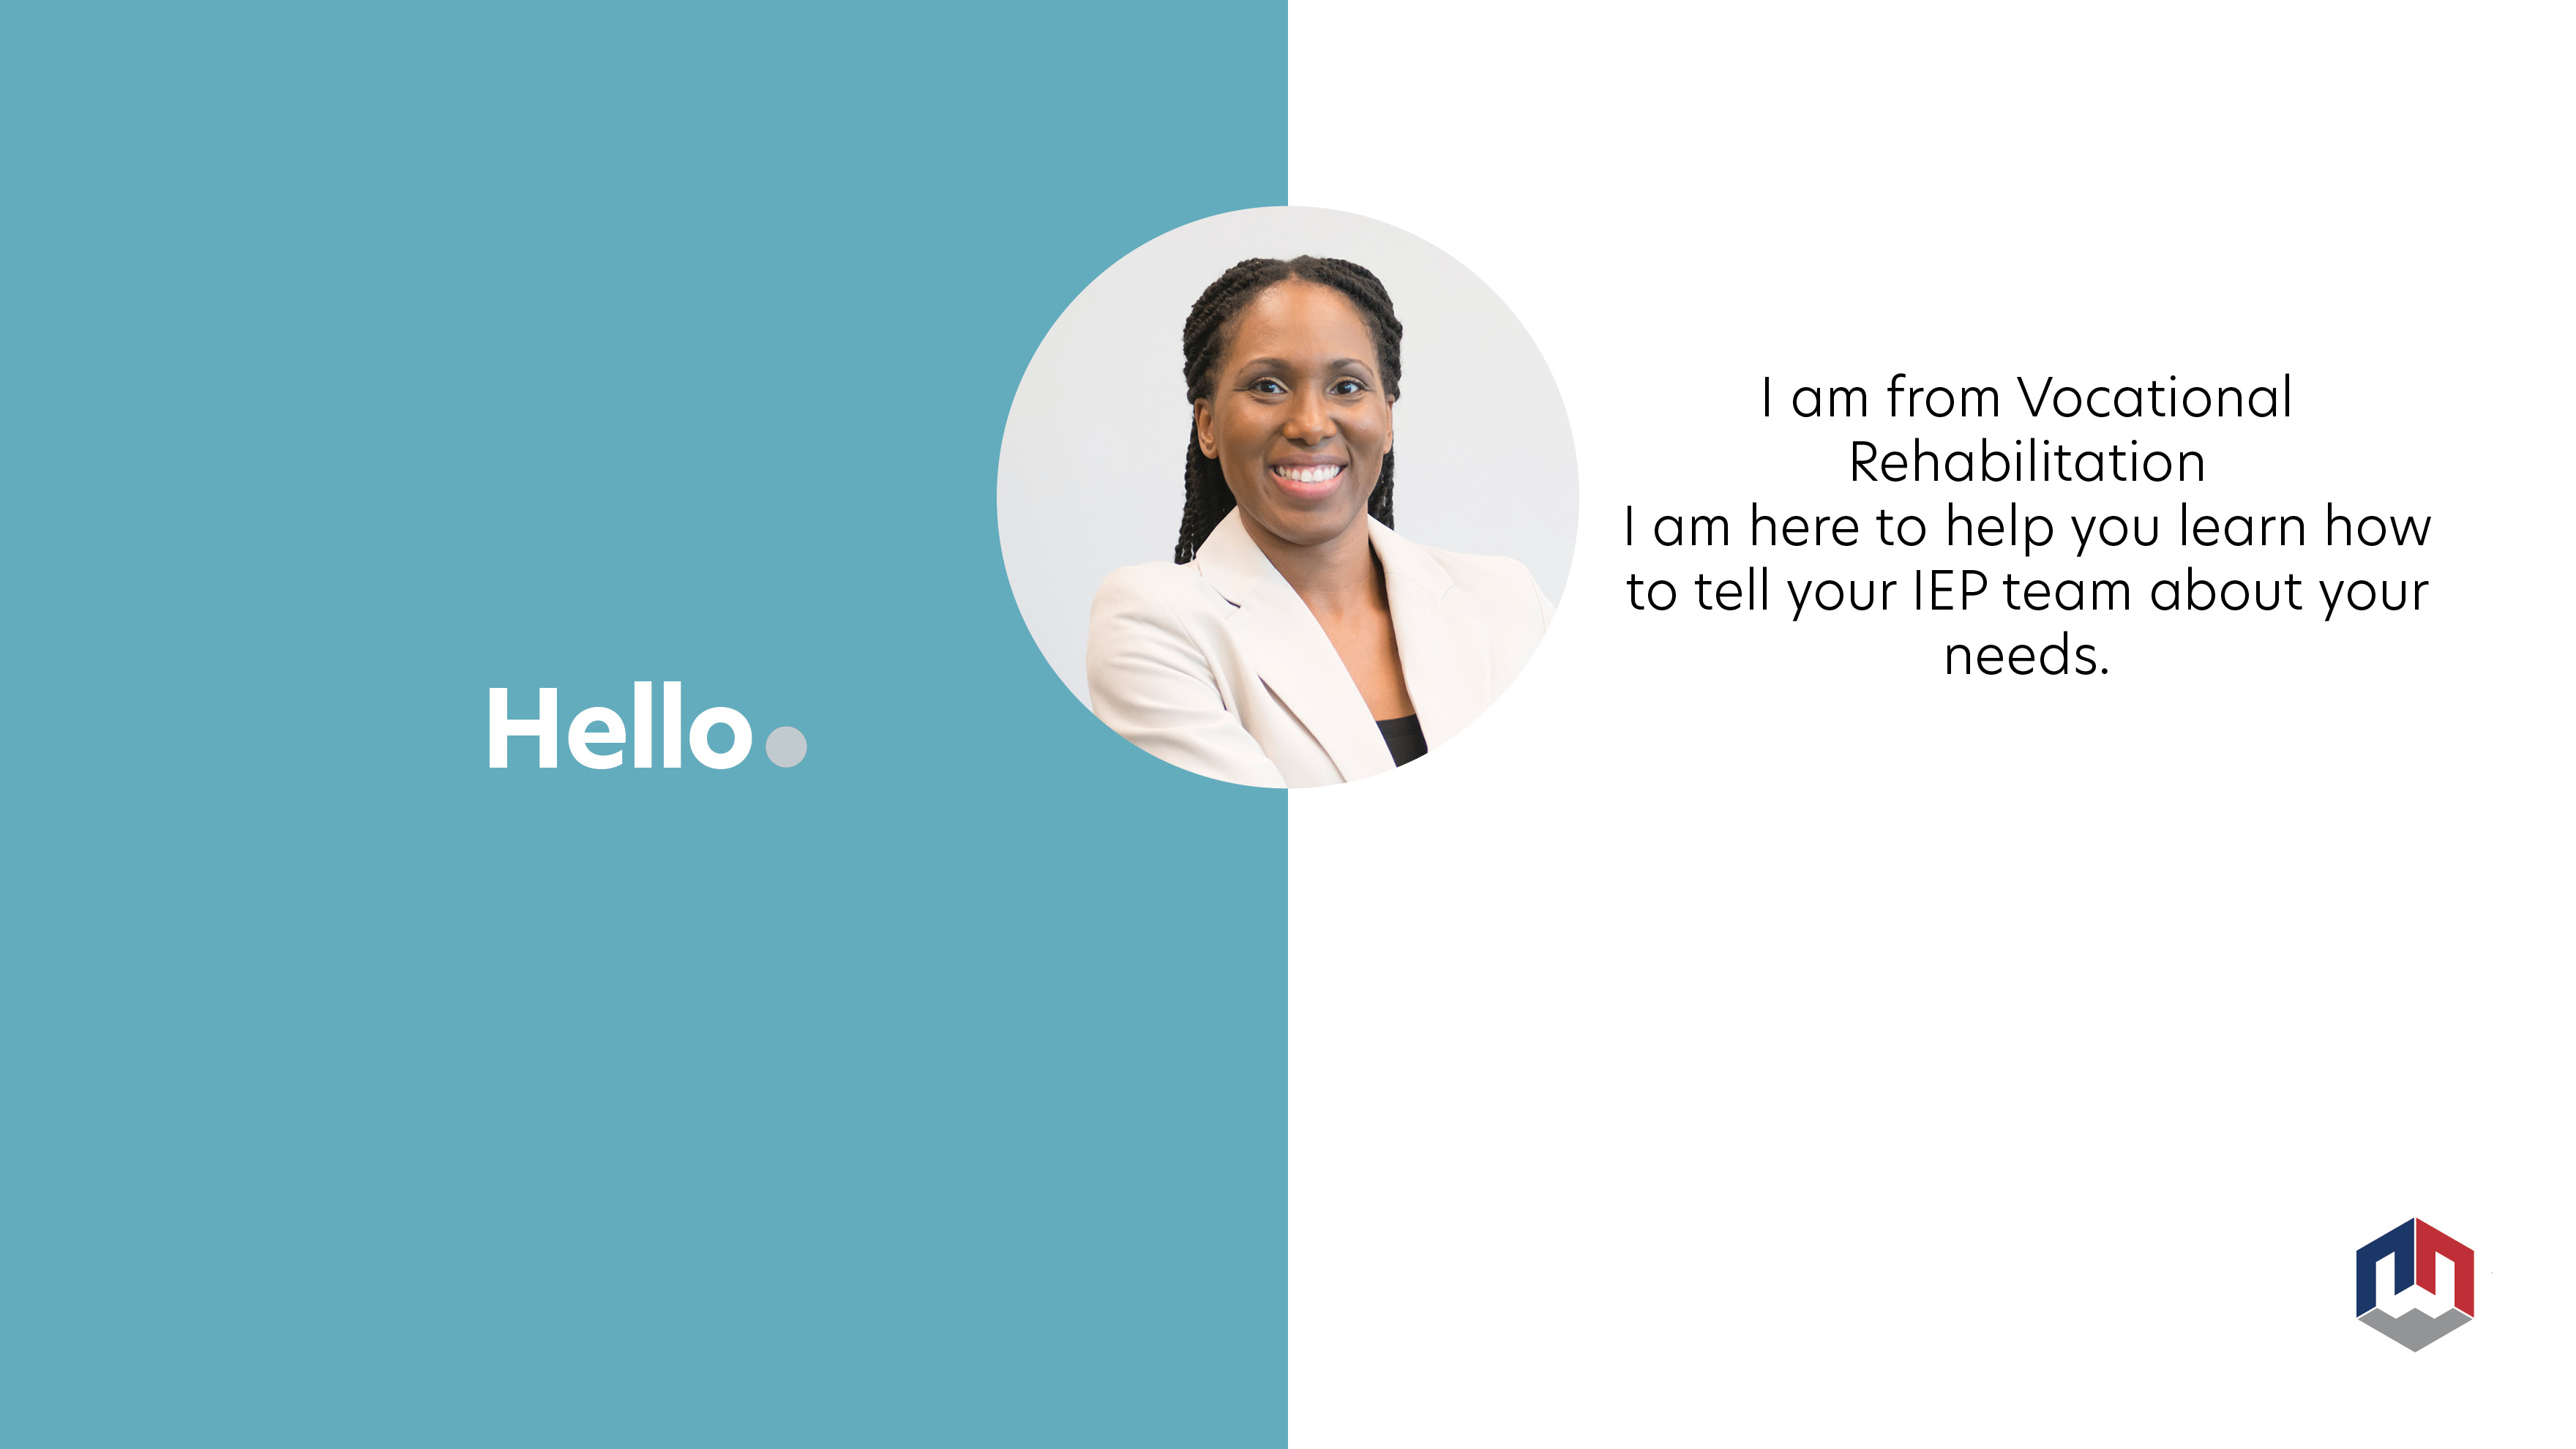 Hello
I am from Vocational
Rehabilitation
I am here to help you learn how
to tell your IEP team about your
needs.